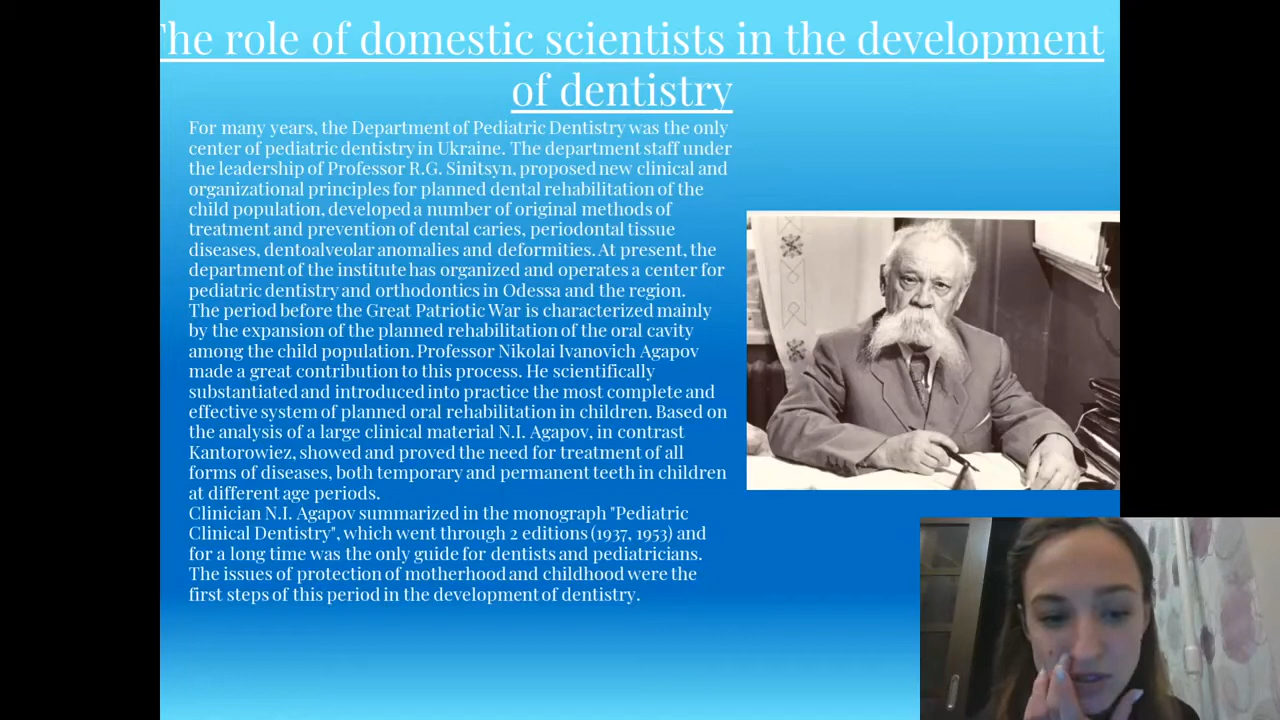 The role of domestic scientists in the development
of dentistry
For many years, the Department of Pediatric Dentistry was the only
center of pediatric dentistry in Ukraine. The department staff under
the leadership of Professor R.G. Sinitsyn, proposed new clinical and
organizational principles for planned dental rehabilitation of the
child population, developed a number of original methods of
treatment and prevention of dental caries, periodontal tissue
diseases, dentoalveolar anomalies and deformities. At present, the
department of the institute has organized and operates a center for
pediatric dentistry and orthodontics in Odessa and the region.
The period before the Great Patriotic War is characterized mainly
by the expansion of the planned rehabilitation of the oral cavity
among the child population. Professor Nikolai Ivanovich Agapov
made a great contribution to this process. He scientifically
substantiated and introduced into practice the most complete and
effective system of planned oral rehabilitation in children. Based on
the analysis of a large clinical material N.I. Agapov, in contrast
Kantorowiez, showed and proved the need for treatment of all
forms of diseases, both temporary and permanent teeth in children
at different age periods.
Clinician N.I. Agapov summarized in the monograph "Pediatric
Clinical Dentistry", which went through 2 editions (1937, 1953) and
for a long time was the only guide for dentists and pediatricians.
The issues of protection of motherhood and childhood were the
first steps of this period in the development of dentistry.